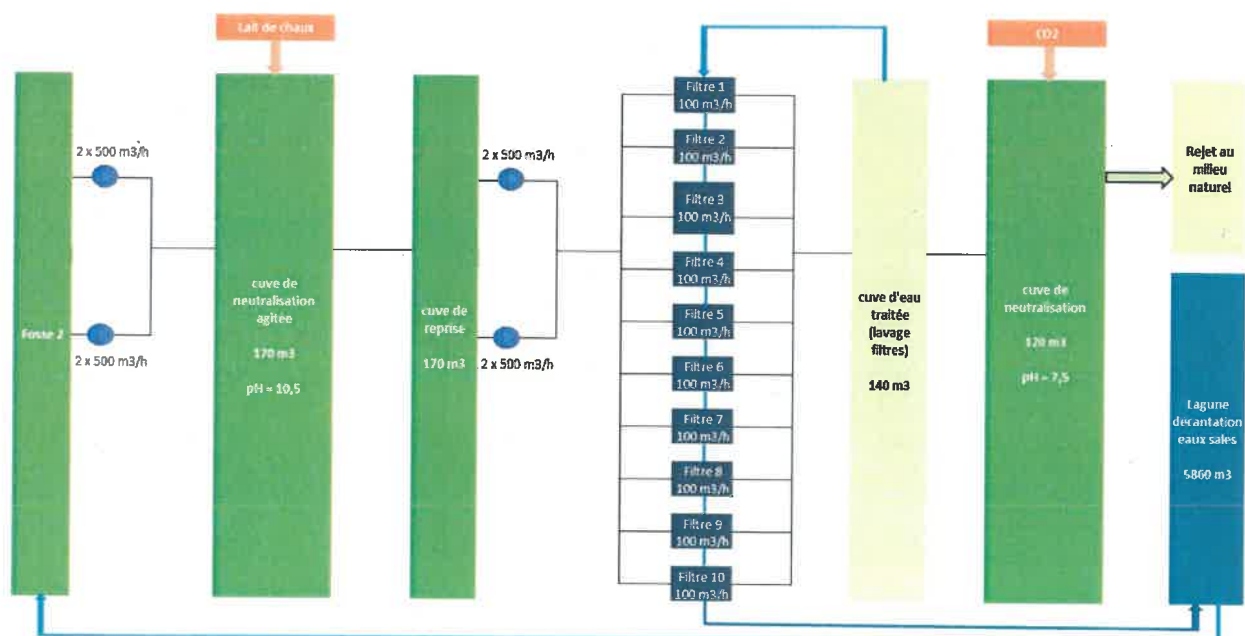 Lait de chaux
CO2
Fosse 2
2 x 500 m3/h
2 x 500 m3/h
cuve de
neutralisation
agitée
170 m3
pH = 10,5
cuve de
reprise
170 m3
2 x 500 m3/h
2 x 500 m3/h
Filtre 1
100 m3/h
Filtre 2
100 m3/h
Filtre 3
100 m3/h
Filtre 4
100 m3/h
Filtre 5
100 m3/h
Filtre 6
100 m3/h
Filtre 7
100 m3/h
Filtre 8
100 m3/h
Filtre 9
100 m3/h
Filtre 10
100 m3/h
cuve d'eau
traitée
(lavage
filtres)
140 m3
cuve de
neutralisation
120 m3
pH = 7,5
Rejet au
milieu
naturel
Lagune
décantation
eaux sales
5860 m3